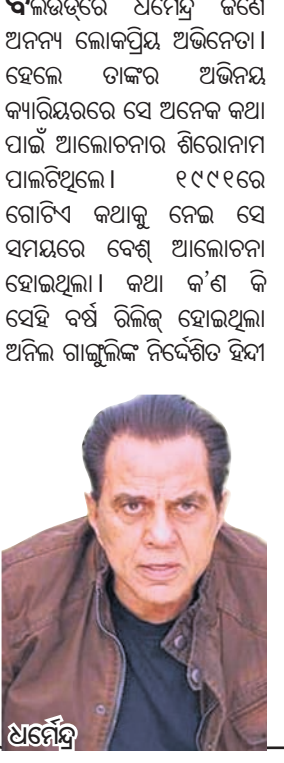 ବଲିଉଡ୍‌ରେ ଧର୍ମେନ୍ଦ୍ର ଜଣେ
ଅନନ୍ୟ ଲୋକପ୍ରିୟ ଅଭିନେତା।
ହେଲେ ତାଙ୍କର ଅଭିନୟ
କ୍ୟାରିୟରରେ ସେ ଅନେକ କଥା
ପାଇଁ ଆଲୋଚନାର ଶିରୋନାମ
ପାଲଟିଥିଲେ। ୧୯୯୧ରେ
ଗୋଟିଏ କଥାକୁ ନେଇ ସେ
ସମୟରେ ବେଶ୍ ଆଲୋଚନା
ହୋଇଥିଲା। କଥା କ'ଣ କି
ସେହି ବର୍ଷ ରିଲିଜ୍ ହୋଇଥିଲା
ଅନିଲ ଗାଙ୍ଗୁଲିଙ୍କ ନିର୍ଦ୍ଦେଶିତ ହିନ୍ଦୀ
ଧର୍ମେନ୍ଦ୍ର